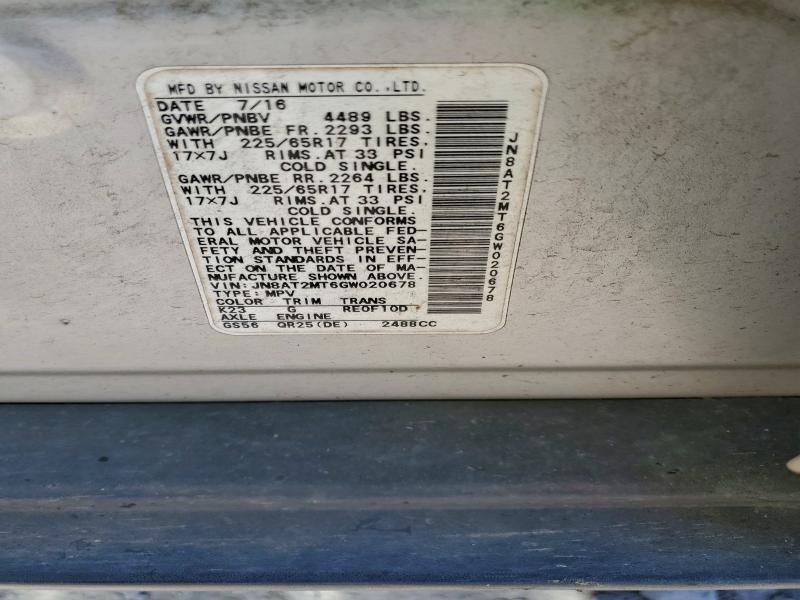 MFD BY NISSAN MOTOR CO.,LTD.
DATE 7/16
GVWR/PNBV 4489 LBS.
GAWR/PNBE FR. 2293 LBS.
WITH 225/65R17 TIRES.
17×7J RIMS.AT 33 PSI
COLD SINGLE.
GAWR/PNBE RR. 2264 LBS.
WITH 225/65R17 TIRES.
17×7J RIMS.AT 33 PSI
COLD SINGLE.
THIS VEHICLE CONFORMS
TO ALL APPLICABLE FED-
ERAL MOTOR VEHICLE SA-
FETY AND THEFT PREVEN-
TION STANDARDS IN EFF-
ECT ON THE DATE OF MA-
NUFACTURE SHOWN ABOVE.
VIN: JN8AT2MT6GW020678
TYPE: MPV
COLOR TRIM TRANS
K23 G RE0F10D
AXLE ENGINE
GS56 QR25(DE) 2488CC
JN8AT2MT6GW020678